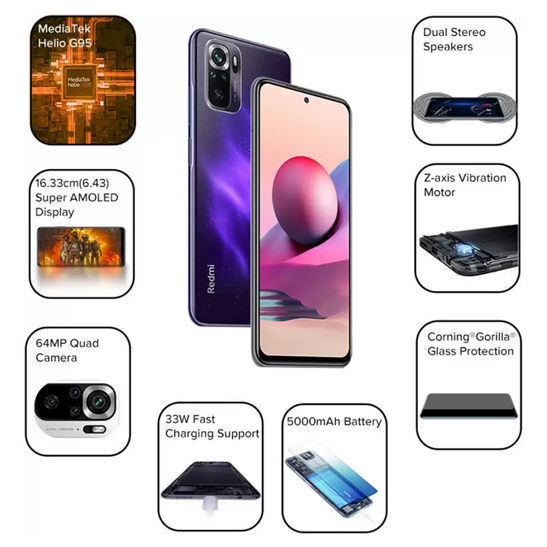 MediaTek
Helio G95
MediaTek
helio G95
Dual Stereo
Speakers
16.33cm(6.43)
Super AMOLED
Display
Z-axis Vibration
Motor
Redmi
64MP Quad
Camera
Corning®Gorilla®
Glass Protection
33W Fast
Charging Support
5000mAh Battery